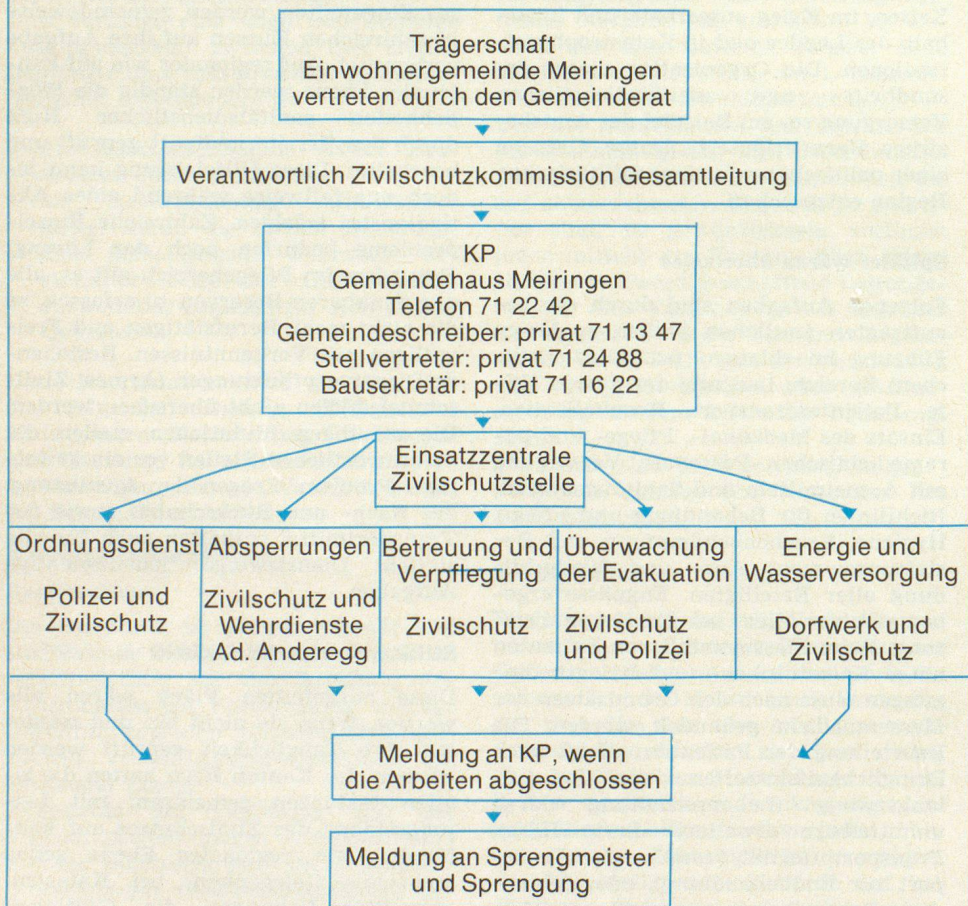 Trägerschaft
Einwohnergemeinde Meiringen
vertreten durch den Gemeinderat
Verantwortlich Zivilschutzkommission Gesamtleitung
KP
Gemeindehaus Meiringen
Telefon 71 22 42
Gemeindeschreiber: privat 71 13 47
Stellvertreter: privat 71 24 88
Bausekretär: privat 71 16 22
Einsatzzentrale
Zivilschutzstelle
Ordnungsdienst
Polizei und
Zivilschutz
Absperrungen
Zivilschutz und
Wehrdienste
Ad. Anderegg
Betreuung und
Verpflegung
Zivilschutz
Überwachung
der Evakuation
Zivilschutz
und Polizei
Energie und
Wasserversorgung
Dorfwerk und
Zivilschutz
Meldung an KP, wenn
die Arbeiten abgeschlossen
Meldung an Sprengmeister
und Sprengung